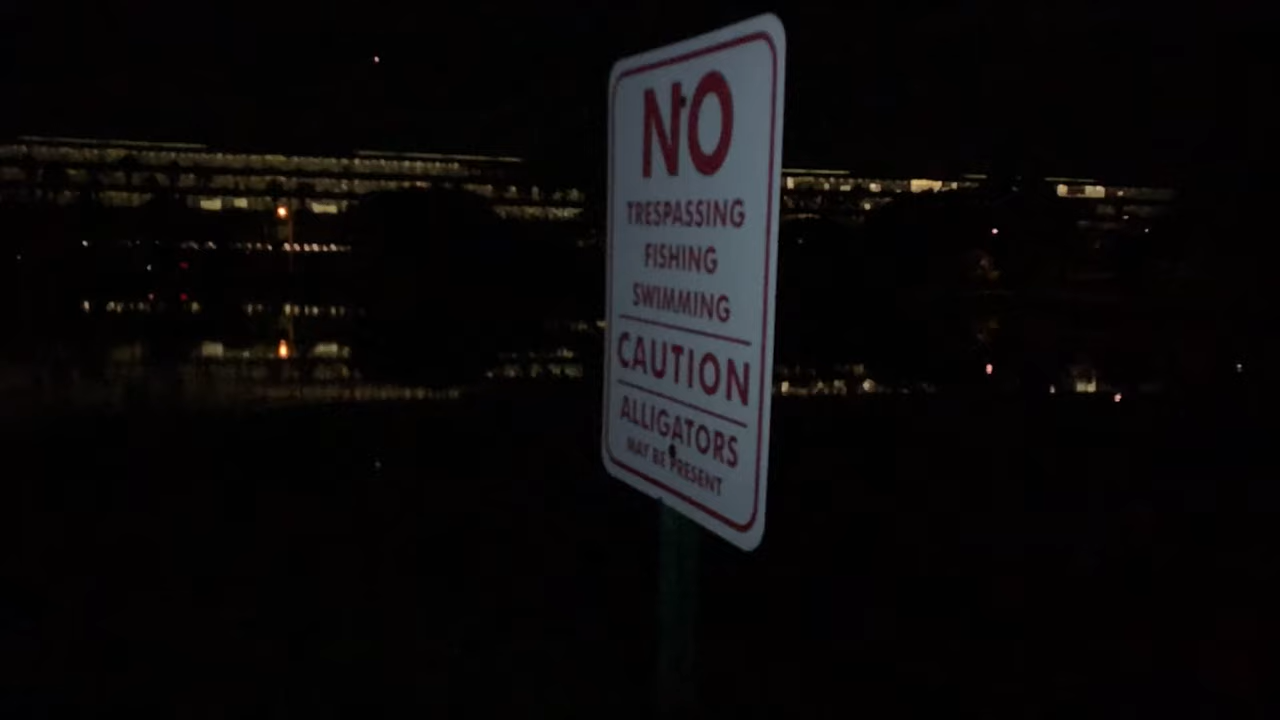 NO
TRESPASSING
FISHING
SWIMMING
CAUTION
ALLIGATORS
MAY BE PRESENT